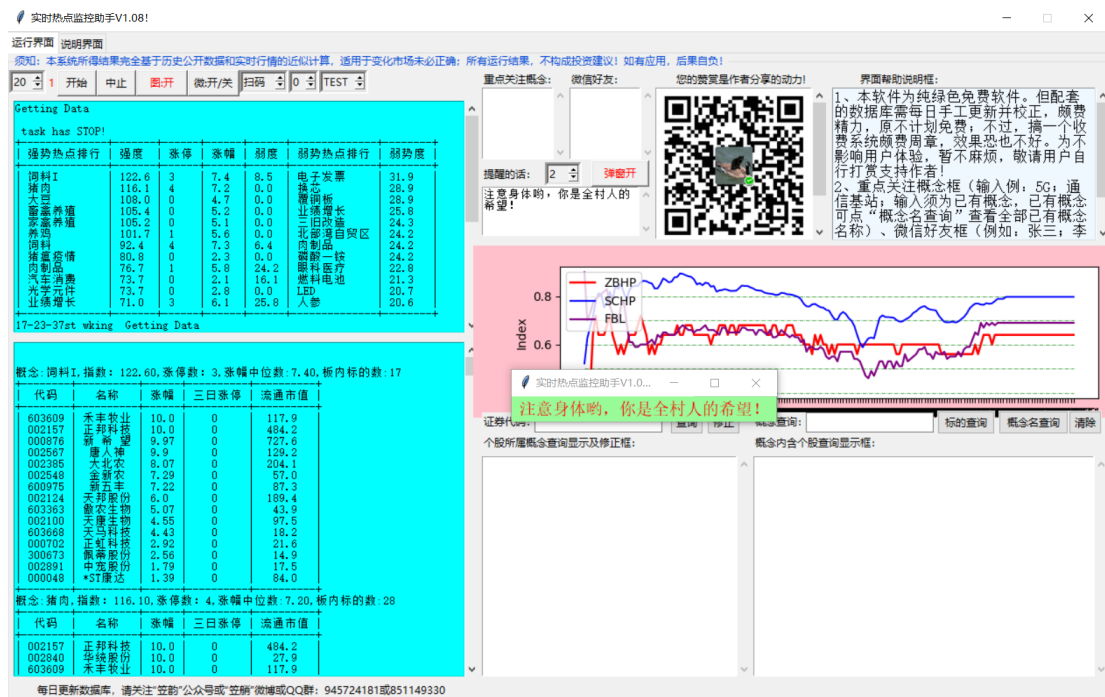 实时热点监控助手V1.08!
运行界面 说明界面
须知：本系统所得结果完全基于历史公开数据和实时行情的近似计算，适用于变化市场未必正确；所有运行结果，不构成投资建议！如有应用，后果自负！
20 1 开始 中止 图:开 微:开/关 扫码 0 TEST
Getting Data
task has STOP!
强势热点排行 强度 涨停 涨幅 弱度 弱势热点排行 弱势度
饲料I 122.6 3 7.4 8.5 电子发票 31.9
猪肉 116.1 4 7.2 0.0 换芯 28.9
大豆 108.0 0 4.7 0.0 覆铜板 28.9
畜禽养殖 105.4 0 5.2 0.0 业绩增长 25.8
家禽养殖 105.2 0 5.1 0.0 三旧改造 24.3
养鸡 101.7 1 5.6 0.0 北部湾自贸区 24.2
饲料 92.4 4 7.3 6.4 肉制品 24.2
猪瘟疫情 80.8 0 2.3 0.0 磷酸一铵 24.2
肉制品 76.7 1 5.8 24.2 眼科医疗 22.8
汽车消费 73.7 0 2.1 16.1 燃料电池 21.3
光学元件 73.7 0 2.8 0.0 LED 20.7
业绩增长 71.0 3 6.1 25.8 人参 20.6
17-23-37st wking Getting Data
概念:饲料I,指数: 122.60,涨停数: 3,涨幅中位数:7.40,板内标的数:17
代码 名称 涨幅 三日涨停 流通市值
603609 禾丰牧业 10.0 0 117.9
002157 正邦科技 10.0 0 484.2
000876 新 希 望 9.97 0 727.6
002567 唐人神 9.9 0 129.2
002385 大北农 8.07 0 204.1
002548 金新农 7.29 0 57.0
600975 新五丰 7.22 0 87.3
002124 天邦股份 6.0 0 189.4
603363 傲农生物 5.07 0 43.9
002100 天康生物 4.55 0 97.5
603668 天马科技 4.43 0 18.2
000702 正虹科技 2.92 0 21.6
300673 佩蒂股份 2.56 0 14.9
002891 中宠股份 1.79 0 17.5
000048 *ST康达 1.39 0 84.0
概念:猪肉,指数: 116.10,涨停数: 4,涨幅中位数:7.20,板内标的数:28
代码 名称 涨幅 三日涨停 流通市值
002157 正邦科技 10.0 0 484.2
002840 华统股份 10.0 0 27.9
603609 禾丰牧业 10.0 0 117.9
每日更新数据库，请关注“笠韵”公众号或“笠艄”微博或QQ群：945724181或851149330
重点关注概念： 微信好友： 您的赞赏是作者分享的动力! 界面帮助说明框：
提醒的话： 2 弹窗开
注意身体哟，你是全村人的
希望！
1、本软件为纯绿色免费软件。但配套
的数据库需每日手工更新并校正，颇费
精力，原不计划免费；不过，搞一个收
费系统颇费周章，效果恐也不好。为不
影响用户体验，暂不麻烦，敬请用户自
行打赏支持作者！
2、重点关注概念框（输入例：5G；通
信基站；输入须为已有概念，已有概念
可点“概念名查询”查看全部已有概念
名称）、微信好友框（例如：张三；李
ZBHP
SCHP
FBL
0.8
0.6
Index
实时热点监控助手V1.0...
注意身体哟，你是全村人的希望！
证券代码： 查询 修正 概念查询： 标的查询 概念名查询 清除
个股所属概念查询显示及修正框： 概念内含个股查询显示框：